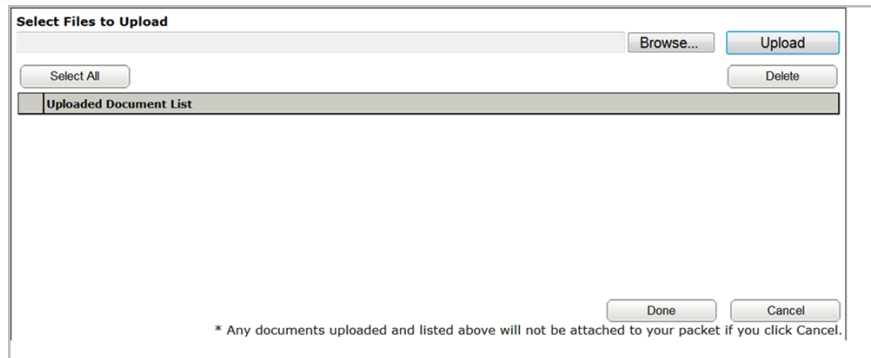 Select Files to Upload
Browse... Upload
Select All Delete
Uploaded Document List
Done Cancel
* Any documents uploaded and listed above will not be attached to your packet if you click Cancel.